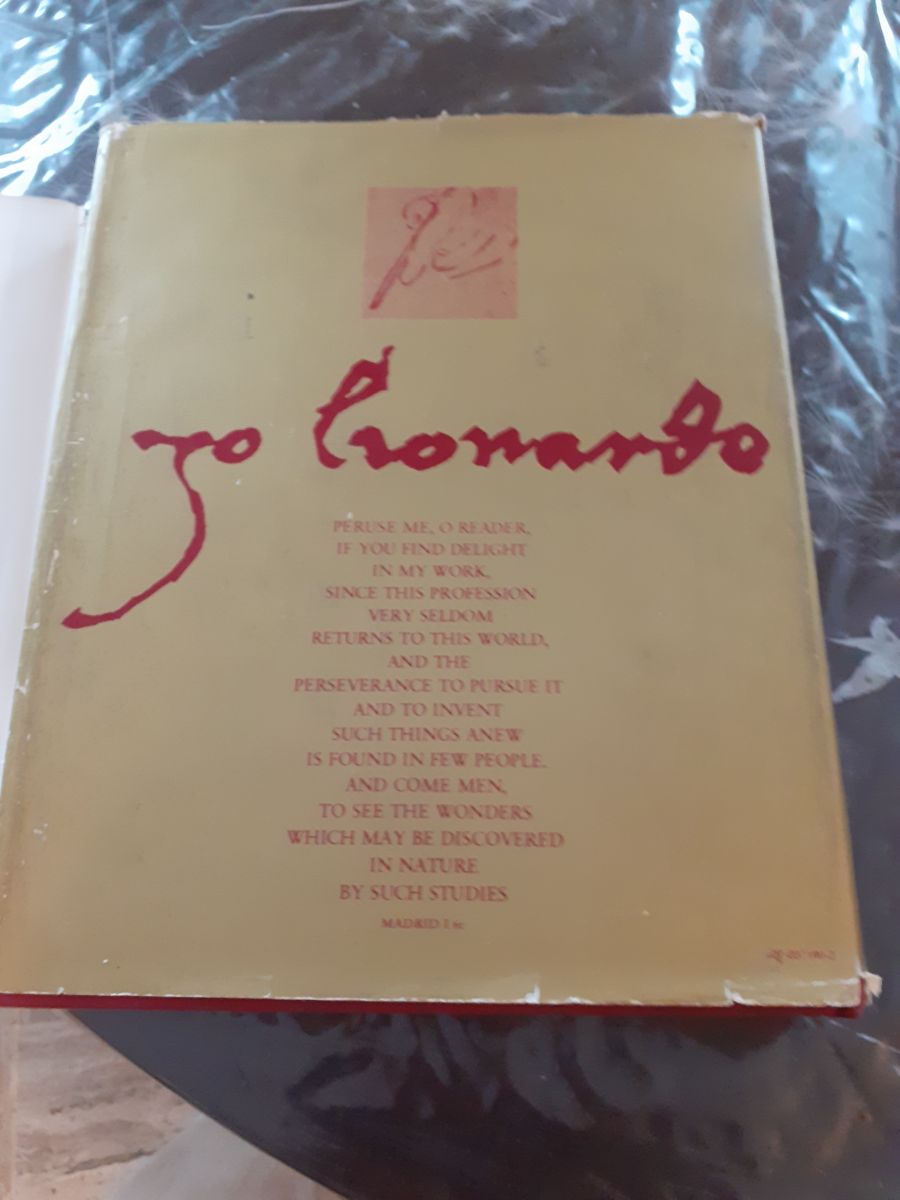 yo Leonardo
PERUSE ME, O READER,
IF YOU FIND DELIGHT
IN MY WORK,
SINCE THIS PROFESSION
VERY SELDOM
RETURNS TO THIS WORLD,
AND THE
PERSEVERANCE TO PURSUE IT
AND TO INVENT
SUCH THINGS ANEW
IS FOUND IN FEW PEOPLE.
AND COME MEN,
TO SEE THE WONDERS
WHICH MAY BE DISCOVERED
IN NATURE
BY SUCH STUDIES
MADRID I